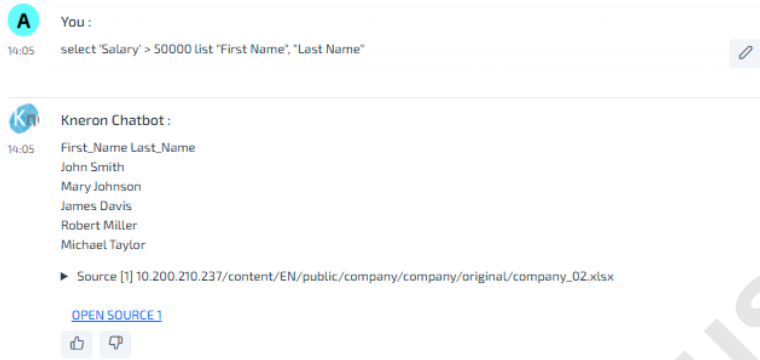 A
You :
14:05
select 'Salary' > 50000 list "First Name", "Last Name"
Kneron Chatbot :
14:05
First_Name Last_Name
John Smith
Mary Johnson
James Davis
Robert Miller
Michael Taylor
▶ Source [1] 10.200.210.237/content/EN/public/company/company/original/company_02.xlsx
OPEN SOURCE 1